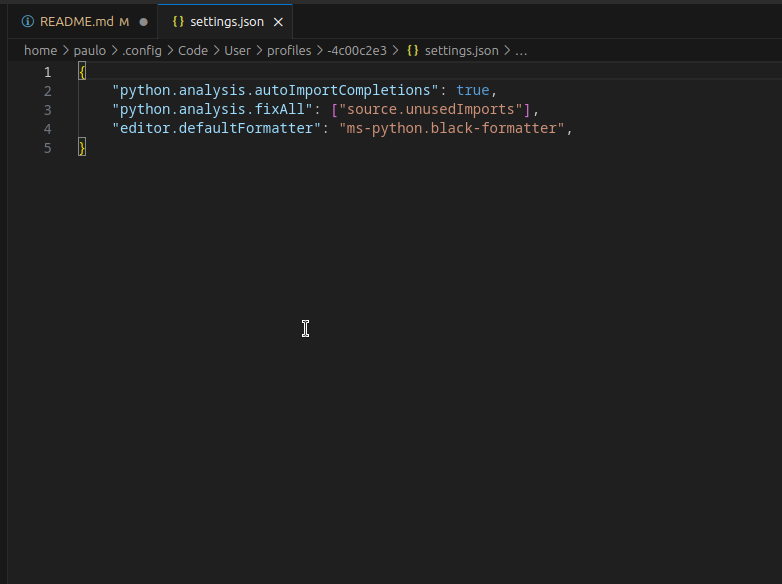 README.md M
{} settings.json
home > paulo > .config > Code > User > profiles > -4c00c2e3 > {} settings.json > ...
1 {
2 "python.analysis.autoImportCompletions": true,
3 "python.analysis.fixAll": ["source.unusedImports"],
4 "editor.defaultFormatter": "ms-python.black-formatter",
5 }